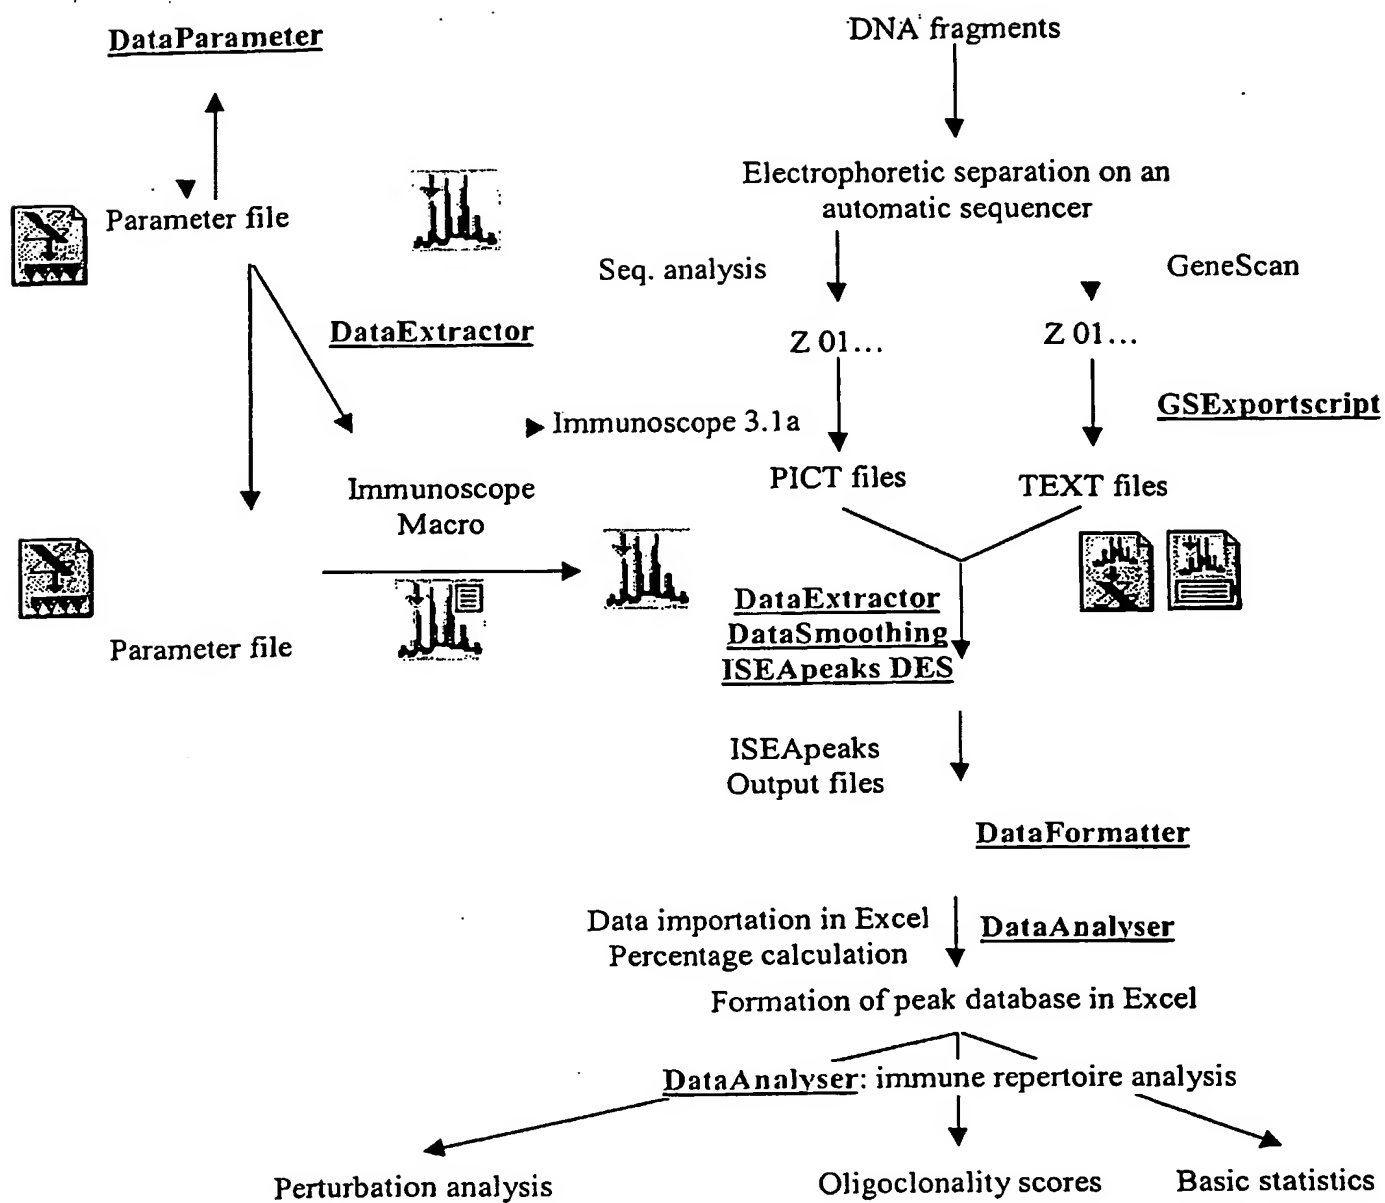 DataParameter
DNA fragments
Electrophoretic separation on an
automatic sequencer
Parameter file
Seq. analysis
GeneScan
DataExtractor
Z 01...
Z 01...
GSExportscript
Immunoscope 3.1a
PICT files
TEXT files
Immunoscope
Macro
DataExtractor
DataSmoothing
ISEApeaks DES
Parameter file
ISEApeaks
Output files
DataFormatter
Data importation in Excel
Percentage calculation
DataAnalyser
Formation of peak database in Excel
DataAnalyser: immune repertoire analysis
Perturbation analysis
Oligoclonality scores
Basic statistics